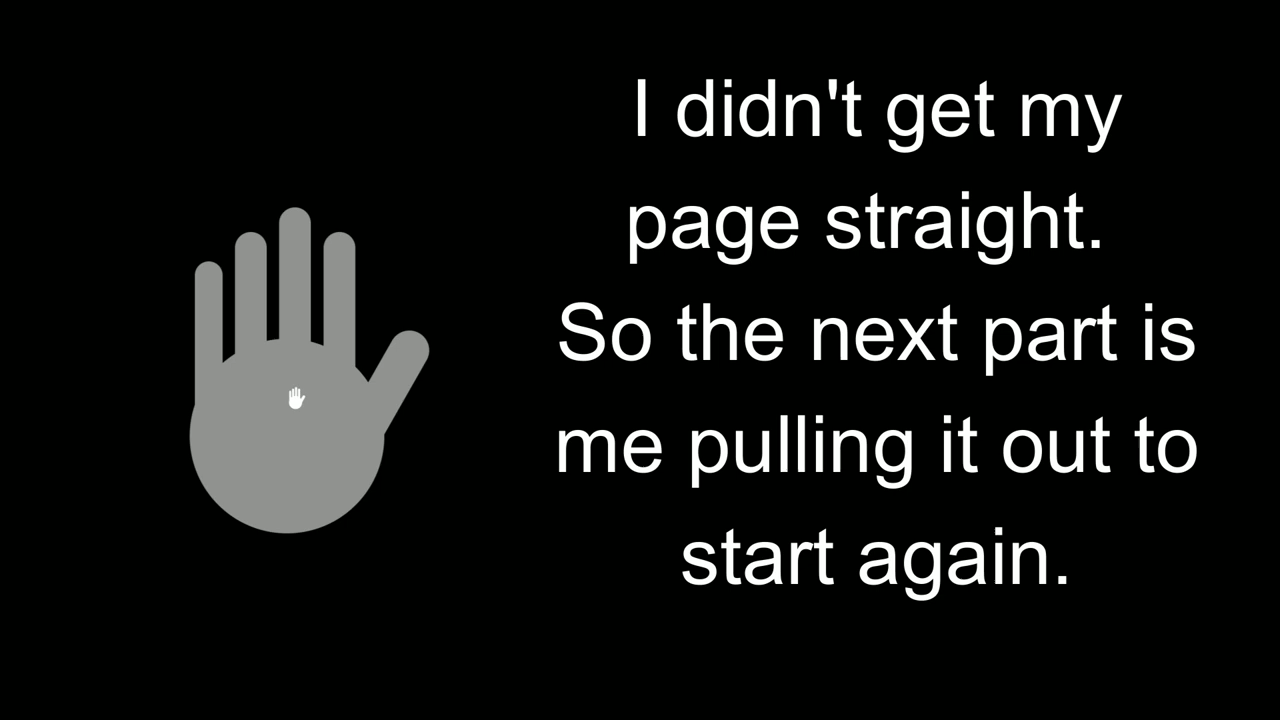 I didn't get my
page straight.
So the next part is
me pulling it out to
start again.